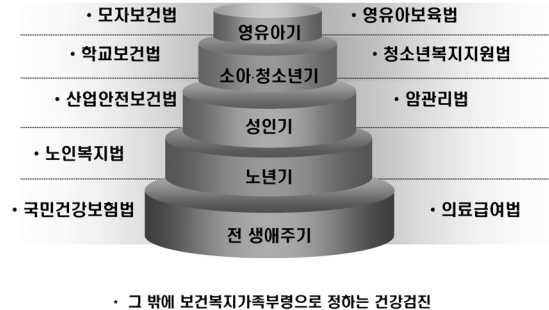 • 모자보건법
• 영유아보육법
영유아기
• 학교보건법
• 청소년복지지원법
소아·청소년기
• 산업안전보건법
• 암관리법
성인기
• 노인복지법
노년기
• 국민건강보험법
• 의료급여법
전 생애주기
* 그 밖에 보건복지가족부령으로 정하는 건강검진